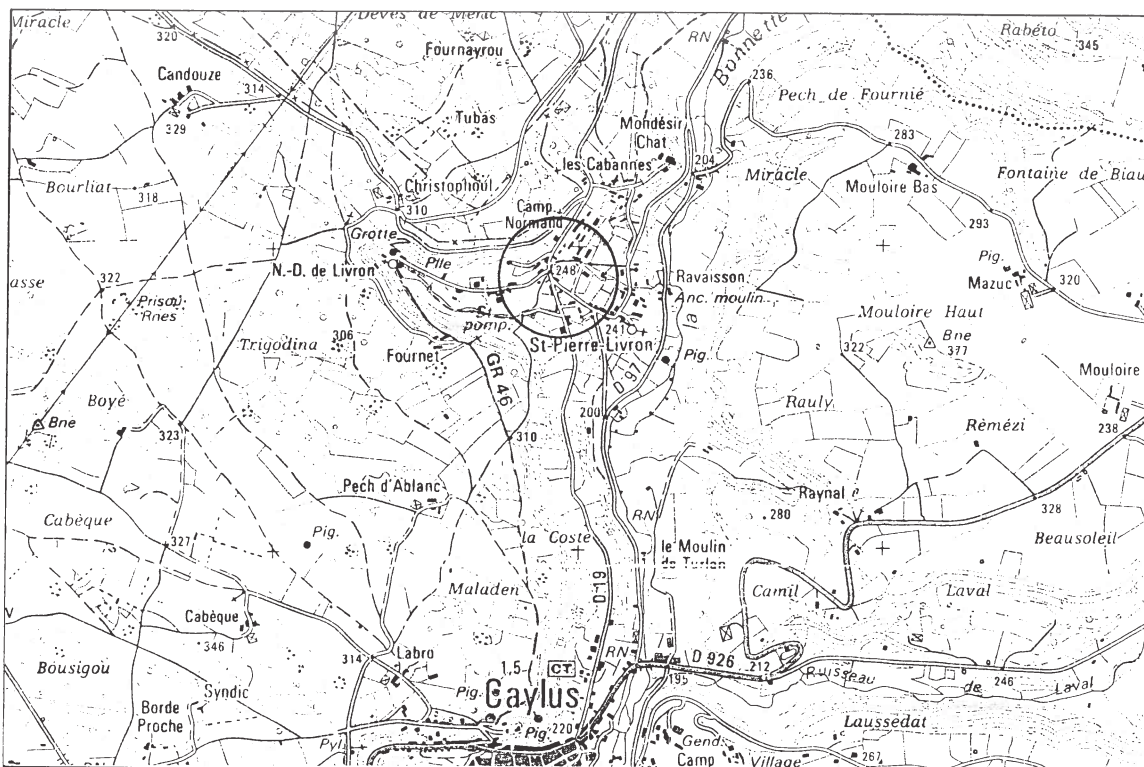 Miracle
320
Devès de Merlc
Fournayrou
RN
Bonnette
Rabéto
345
Candouze
314
329
Tubas
236
Pech de Fournié
Mondésir
Chat
les Cabannes
204
283
Bourliat
318
Christophoul
310
Miracle
Mouloire Bas
Fontaine de Biau
Camp
Normand
293
Grotte
Plle
N.-D. de Livron
248
Ravaisson
Anc. moulin
la
Pig.
Mazuc
320
asse
322
Prison
Rnes
St
pomp.
241
St-Pierre-Livron
Mouloire Haut
Bne
377
306
Trigodina
Fournet
GR 46
D 97
Pig.
322
Mouloire
Boyé
Bne
323
200
Rauly
Rèmézi
238
310
Pech d'Ablanc
RN
280
Raynal
328
Cabèque
327
Pig.
la Coste
le Moulin
de Turlan
Beausoleil
Maladen
D 19
Camil
Laval
Cabèque
346
Bousigou
314
Labro
1,5
CT
RN
D 926
195
212
Ruisseau
de
Laval
246
Syndic
Pig.
Caylus
Borde
Proche
Pyl.
Pig.
220
Gend.
Camp
Village
Laussédat
267